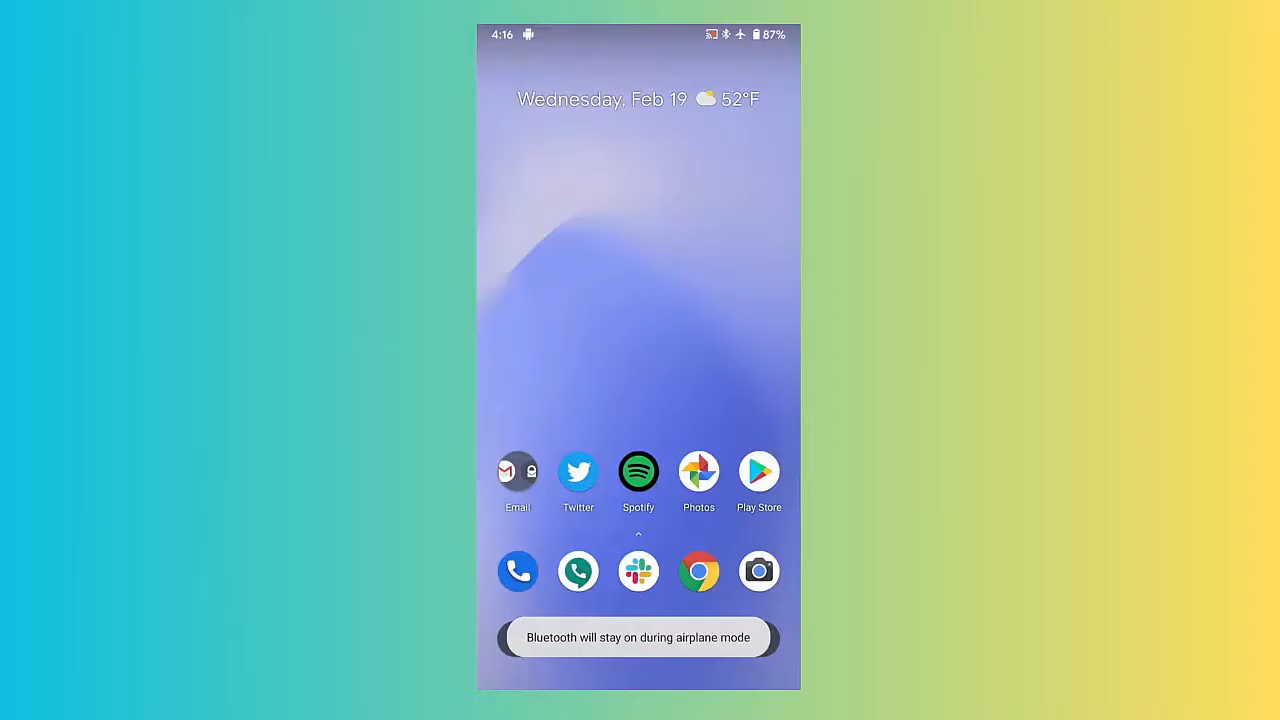 4:16 87%
Wednesday, Feb 19 52°F
Email Twitter Spotify Photos Play Store
Bluetooth will stay on during airplane mode